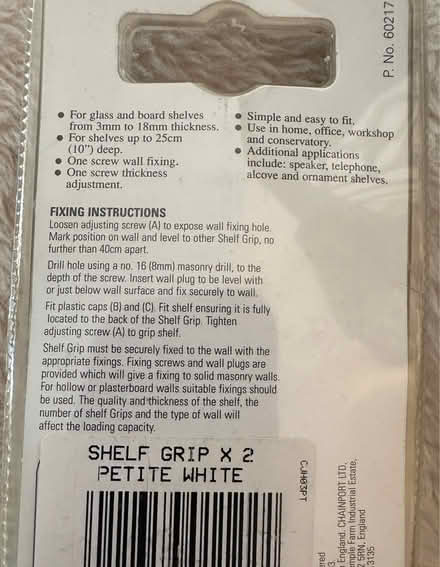 P. No. 60217
• For glass and board shelves
from 3mm to 18mm thickness.
• For shelves up to 25cm
(10") deep.
• One screw wall fixing.
• One screw thickness
adjustment.
• Simple and easy to fit.
• Use in home, office, workshop
and conservatory.
• Additional applications
include: speaker, telephone,
alcove and ornament shelves.
FIXING INSTRUCTIONS
Loosen adjusting screw (A) to expose wall fixing hole.
Mark position on wall and level to other Shelf Grip, no
further than 40cm apart.
Drill hole using a no. 16 (8mm) masonry drill, to the
depth of the screw. Insert wall plug to be level with
or just below wall surface and fix securely to wall.
Fit plastic caps (B) and (C). Fit shelf ensuring it is fully
located to the back of the Shelf Grip. Tighten
adjusting screw (A) to grip shelf.
Shelf Grip must be securely fixed to the wall with the
appropriate fixings. Fixing screws and wall plugs are
provided which will give a fixing to solid masonry walls.
For hollow or plasterboard walls suitable fixings should
be used. The quality and thickness of the shelf, the
number of shelf Grips and the type of wall will
affect the loading capacity.
SHELF GRIP X 2
PETITE WHITE
CJH03PT
England. CHAINPORT LTD,
Farm Industrial Estate,
5RN, England
3135